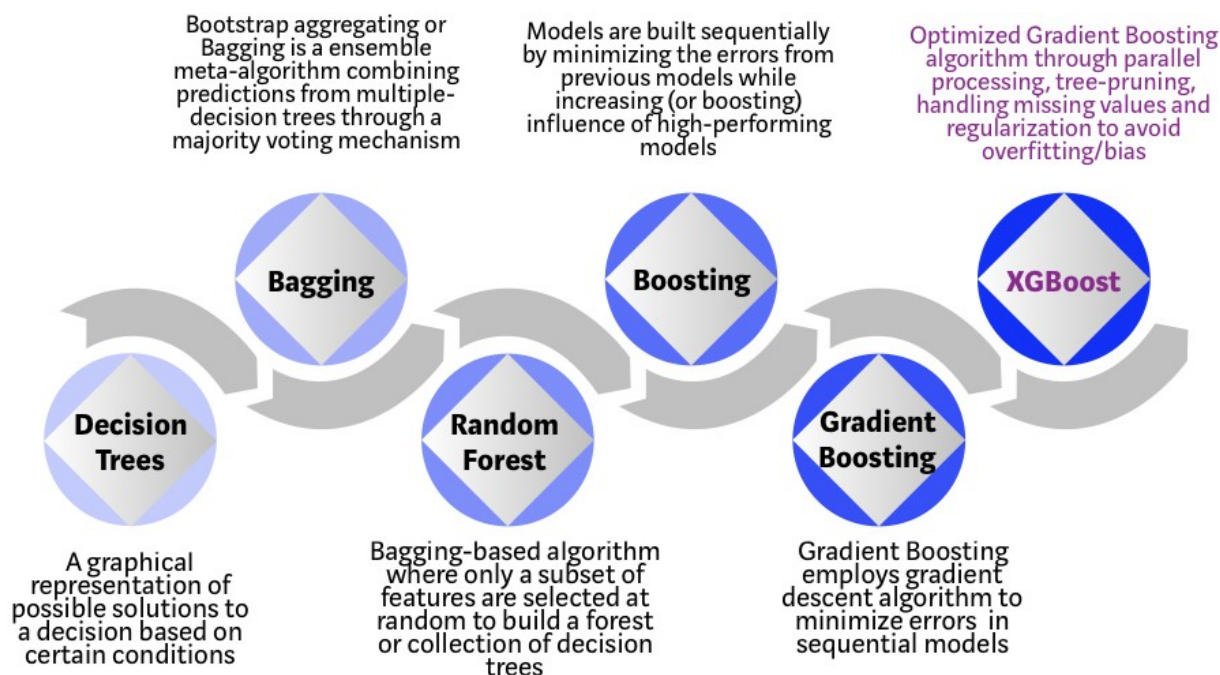 Bootstrap aggregating or
Bagging is a ensemble
meta-algorithm combining
predictions from multiple-
decision trees through a
majority voting mechanism
Models are built sequentially
by minimizing the errors from
previous models while
increasing (or boosting)
influence of high-performing
models
Optimized Gradient Boosting
algorithm through parallel
processing, tree-pruning,
handling missing values and
regularization to avoid
overfitting/bias
Bagging
Boosting
XGBoost
Decision
Trees
Random
Forest
Gradient
Boosting
A graphical
representation of
possible solutions to
a decision based on
certain conditions
Bagging-based algorithm
where only a subset of
features are selected at
random to build a forest
or collection of decision
trees
Gradient Boosting
employs gradient
descent algorithm to
minimize errors in
sequential models